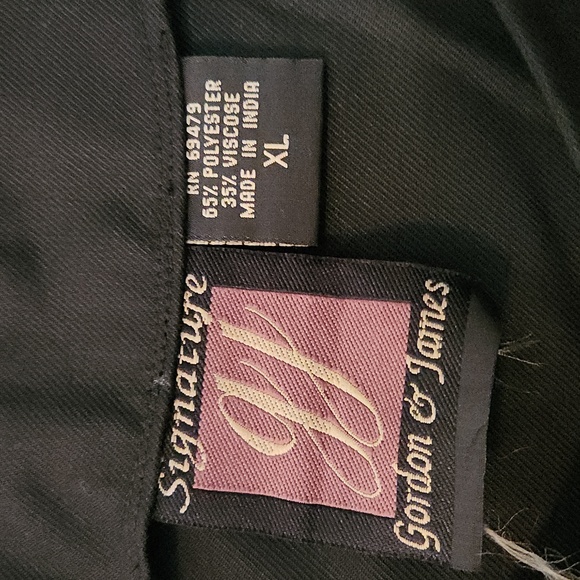 RN 69479
65% POLYESTER
35% VISCOSE
MADE IN INDIA
XL
Signature
GJ
Gordon & James